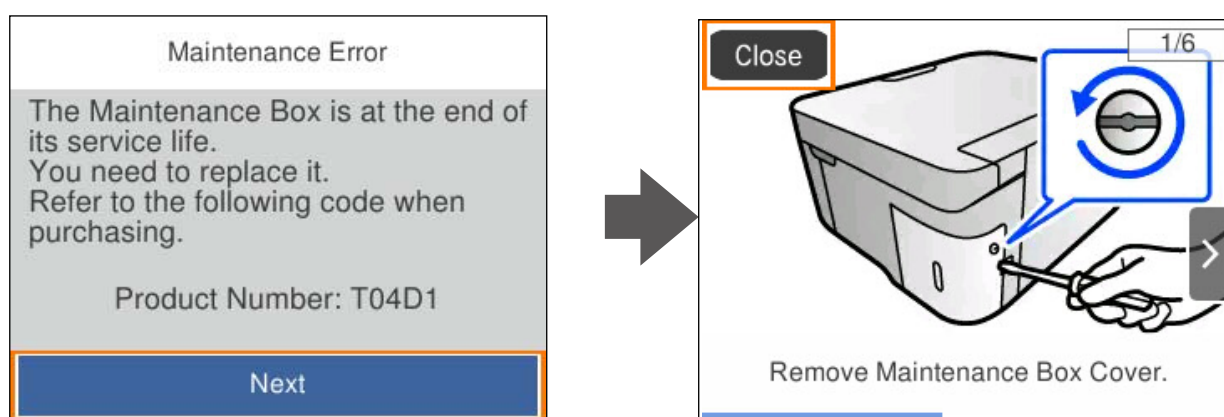 Maintenance Error
The Maintenance Box is at the end of
its service life.
You need to replace it.
Refer to the following code when
purchasing.
Product Number: T04D1
Next
Close
1/6
Remove Maintenance Box Cover.